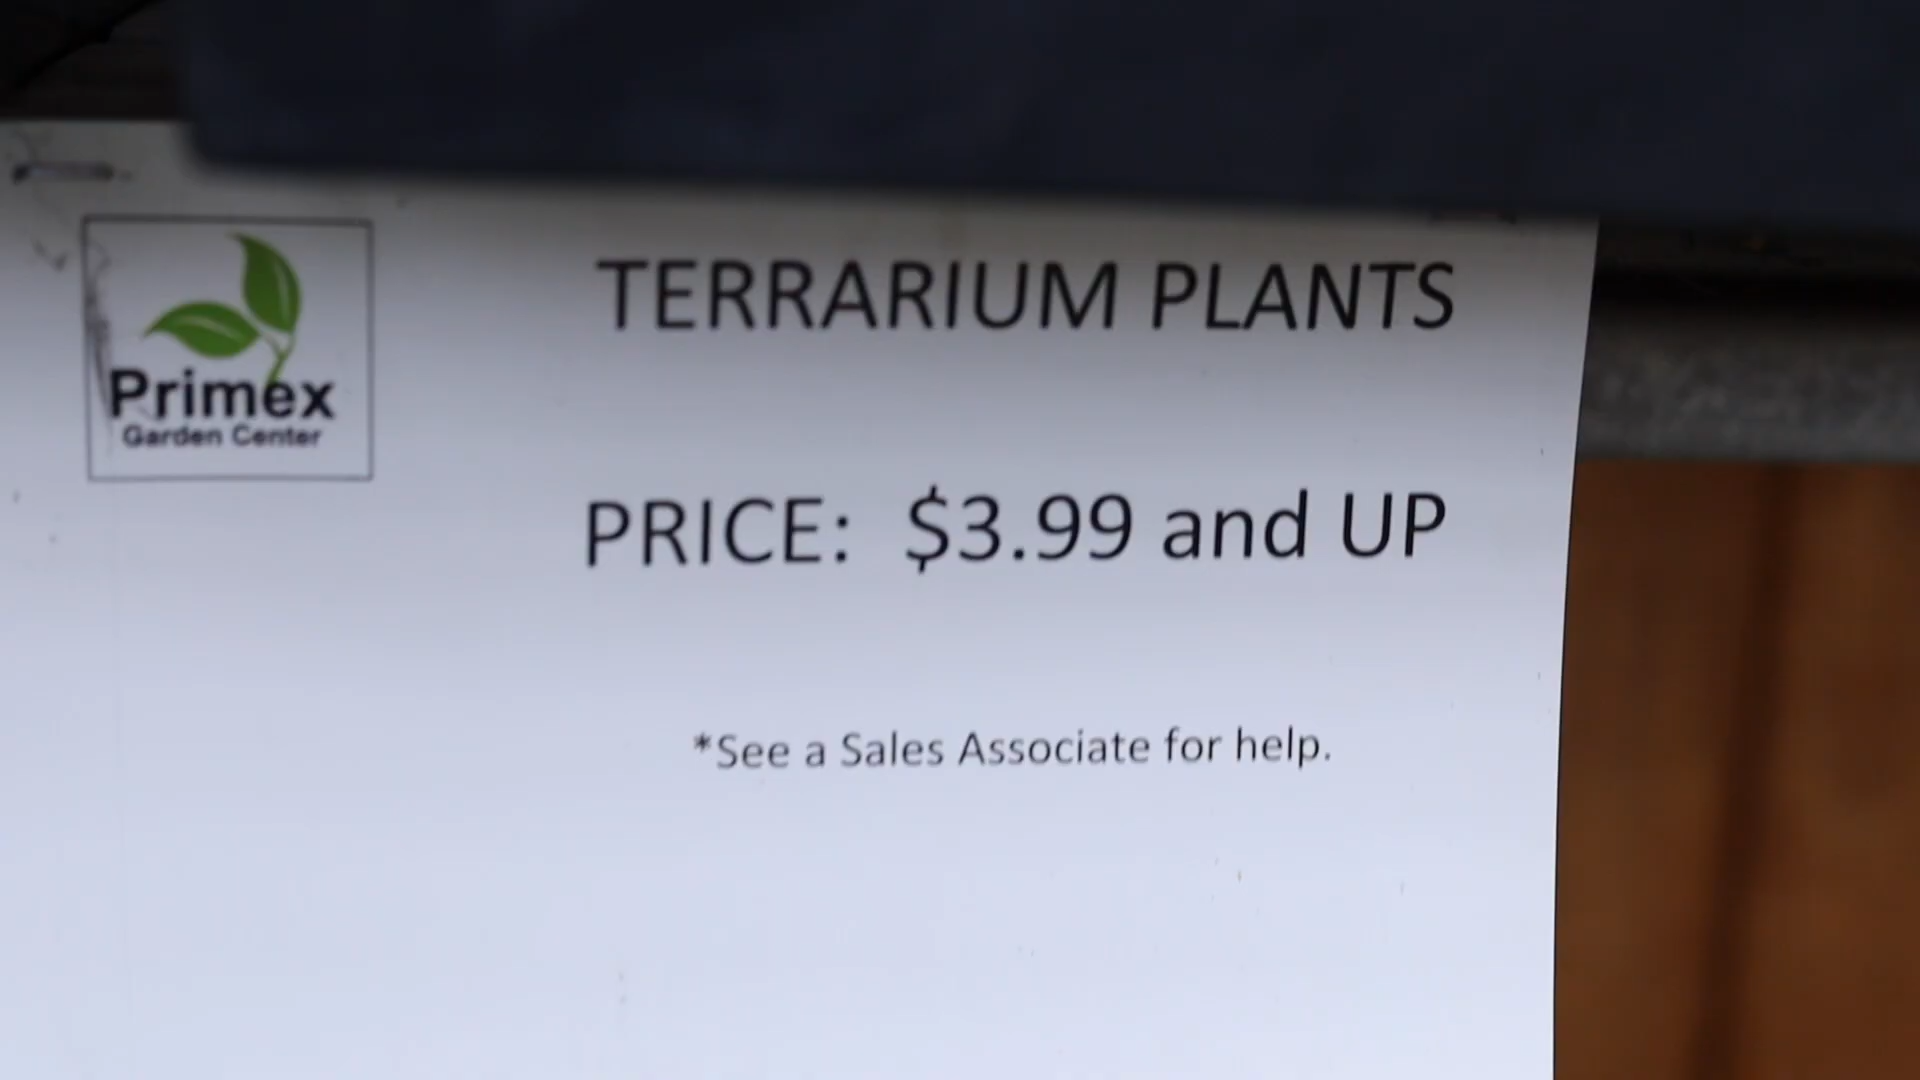 Primex
Garden Center
TERRARIUM PLANTS
PRICE: $3.99 and UP
*See a Sales Associate for help.